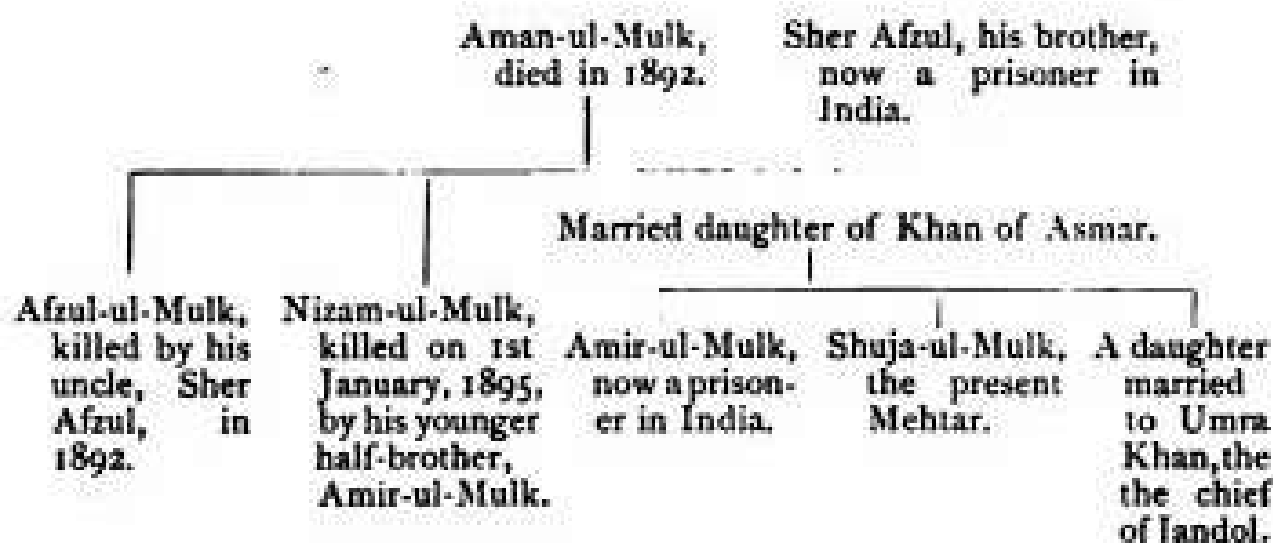 Aman-ul-Mulk,
died in 1892.
Sher Afzul, his brother,
now a prisoner in
India.
Married daughter of Khan of Asmar.
Afzul-ul-Mulk,
killed by his
uncle, Sher
Afzul, in
1892.
Nizam-ul-Mulk,
killed on 1st
January, 1895,
by his younger
half-brother,
Amir-ul-Mulk.
Amir-ul-Mulk,
now a prison-
er in India.
Shuja-ul-Mulk,
the present
Mehtar.
A daughter
married
to Umra
Khan, the
the chief
of Jandol.